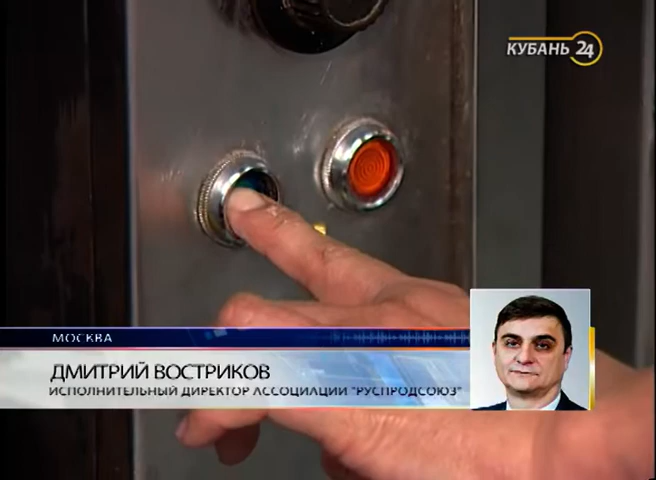 КУБАНЬ 24
МОСКВА
ДМИТРИЙ ВОСТРИКОВ
ИСПОЛНИТЕЛЬНЫЙ ДИРЕКТОР АССОЦИАЦИИ "РУСПРОДСОЮЗ"